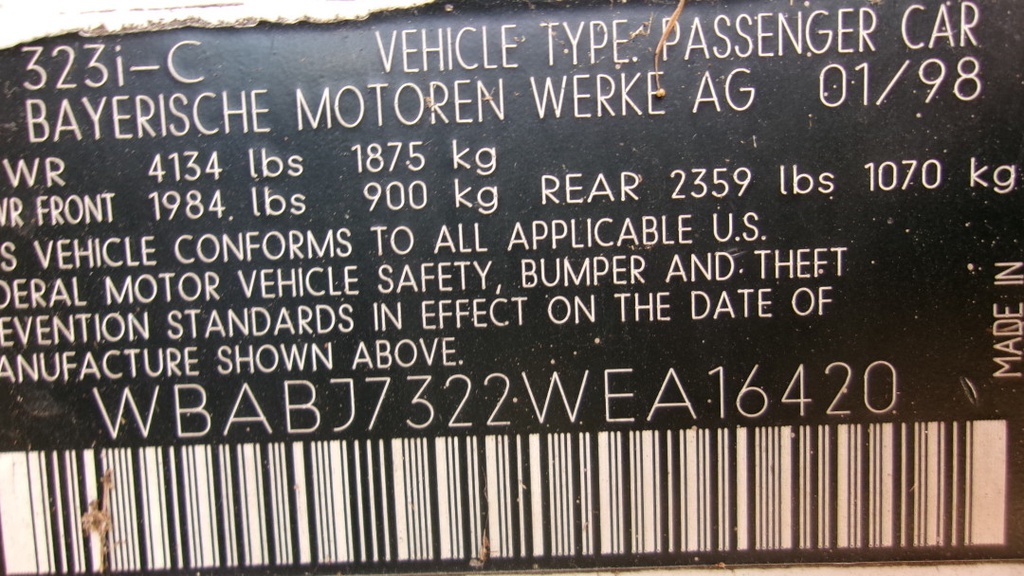 323i-C VEHICLE TYPE: PASSENGER CAR
BAYERISCHE MOTOREN WERKE AG 01/98
WR 4134 lbs 1875 kg
WR FRONT 1984 lbs 900 kg REAR 2359 lbs 1070 kg
S VEHICLE CONFORMS TO ALL APPLICABLE U.S.
DERAL MOTOR VEHICLE SAFETY, BUMPER AND THEFT
EVENTION STANDARDS IN EFFECT ON THE DATE OF
ANUFACTURE SHOWN ABOVE.
WBABJ7322WEA16420
MADE IN